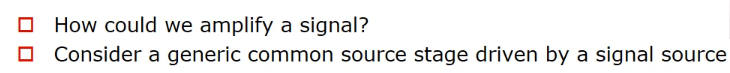 How could we amplify a signal?
Consider a generic common source stage driven by a signal source